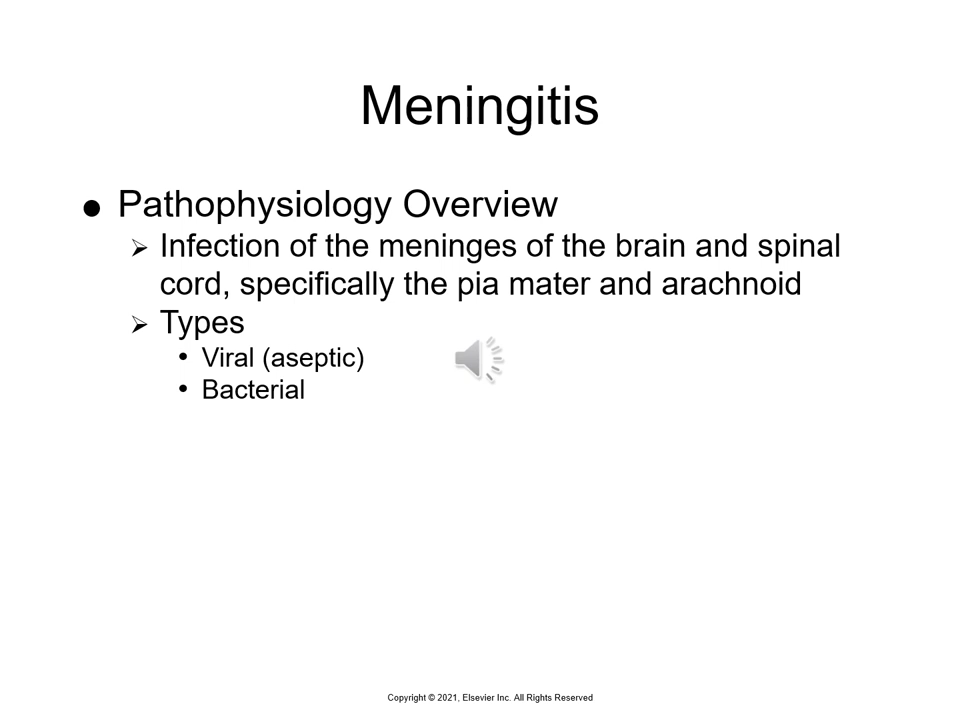 Meningitis
● Pathophysiology Overview
➢ Infection of the meninges of the brain and spinal
cord, specifically the pia mater and arachnoid
➢ Types
• Viral (aseptic)
• Bacterial
Copyright © 2021, Elsevier Inc. All Rights Reserved